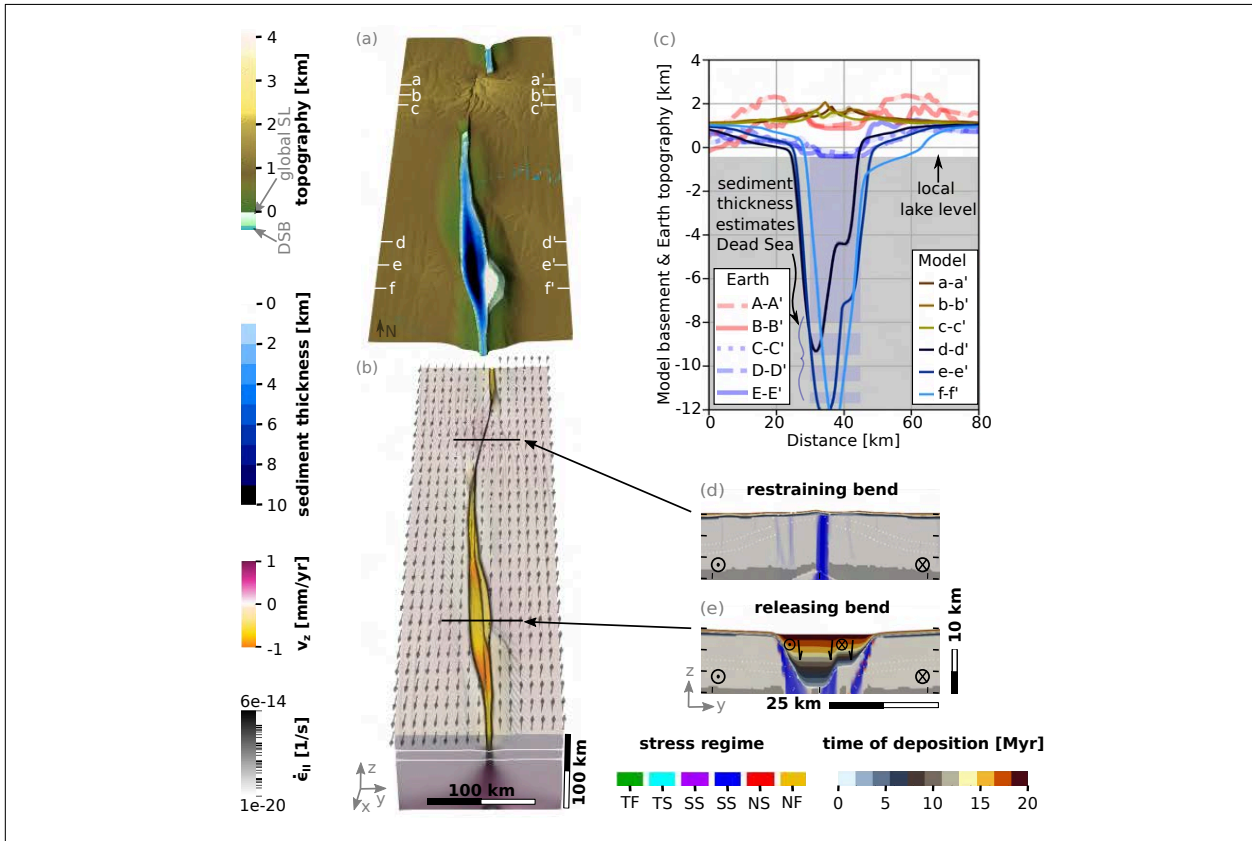 (a)
4
3
2
1
0
topography [km]
global SL
DSB
a
b
c
a'
b'
c'
d
e
f
d'
e'
f'
N
0
2
4
6
8
10
sediment thickness [km]
(b)
1
0
-1
v_z [mm/yr]
6e-14
1e-20
ε̇_II [1/s]
z
y
x
100 km
100 km
(c)
4
2
0
-2
-4
-6
-8
-10
-12
Model basement & Earth topography [km]
0
20
40
60
80
Distance [km]
sediment
thickness
estimates
Dead Sea
local
lake level
Earth
A-A'
B-B'
C-C'
D-D'
E-E'
Model
a-a'
b-b'
c-c'
d-d'
e-e'
f-f'
(d)
restraining bend
(e)
releasing bend
10 km
z
y
25 km
stress regime
TF TS SS SS NS NF
time of deposition [Myr]
0 5 10 15 20